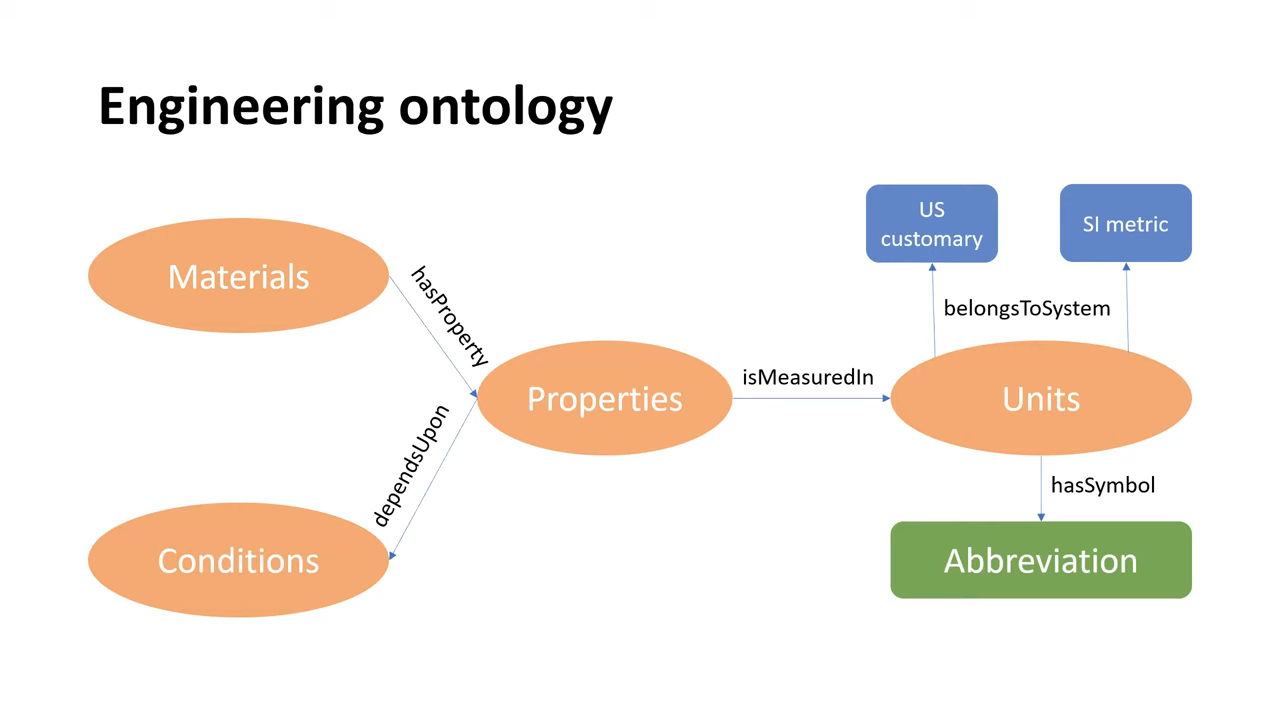 Engineering ontology
US
customary
SI metric
Materials
hasProperty
belongsToSystem
Properties
isMeasuredIn
Units
dependsUpon
hasSymbol
Conditions
Abbreviation